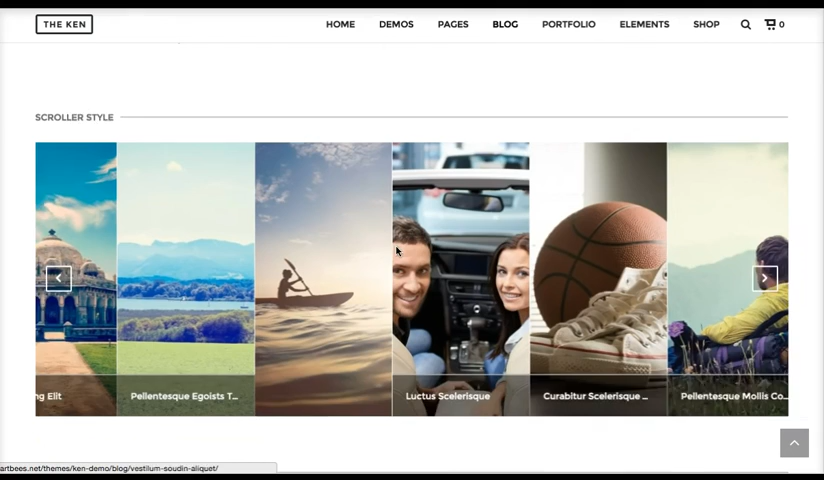 THE KEN
HOME DEMOS PAGES BLOG PORTFOLIO ELEMENTS SHOP 0
SCROLLER STYLE
ng Elit
Pellentesque Egoists T...
Luctus Scelerisque
Curabitur Scelerisque ...
Pellentesque Mollis Co...
artbees.net/themes/ken-demo/blog/vestilum-soudin-aliquet/